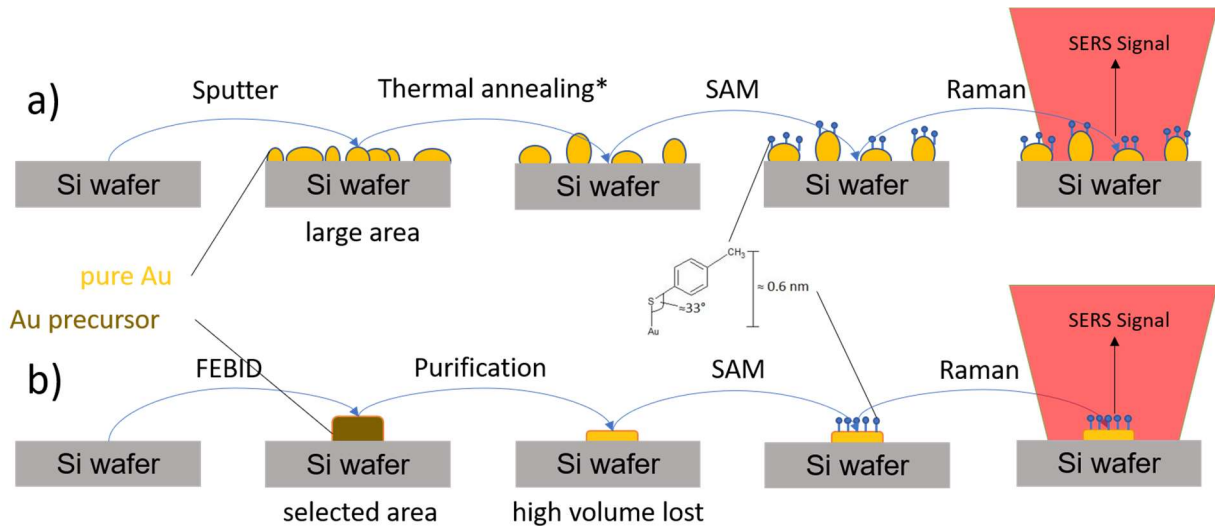 a)
Sputter
Thermal annealing*
SAM
Raman
SERS Signal
Si wafer
Si wafer
Si wafer
Si wafer
Si wafer
large area
pure Au
Au precursor
CH₃
S
≈33°
Au
≈ 0.6 nm
b)
FEBID
Purification
SAM
Raman
SERS Signal
Si wafer
Si wafer
Si wafer
Si wafer
Si wafer
selected area
high volume lost